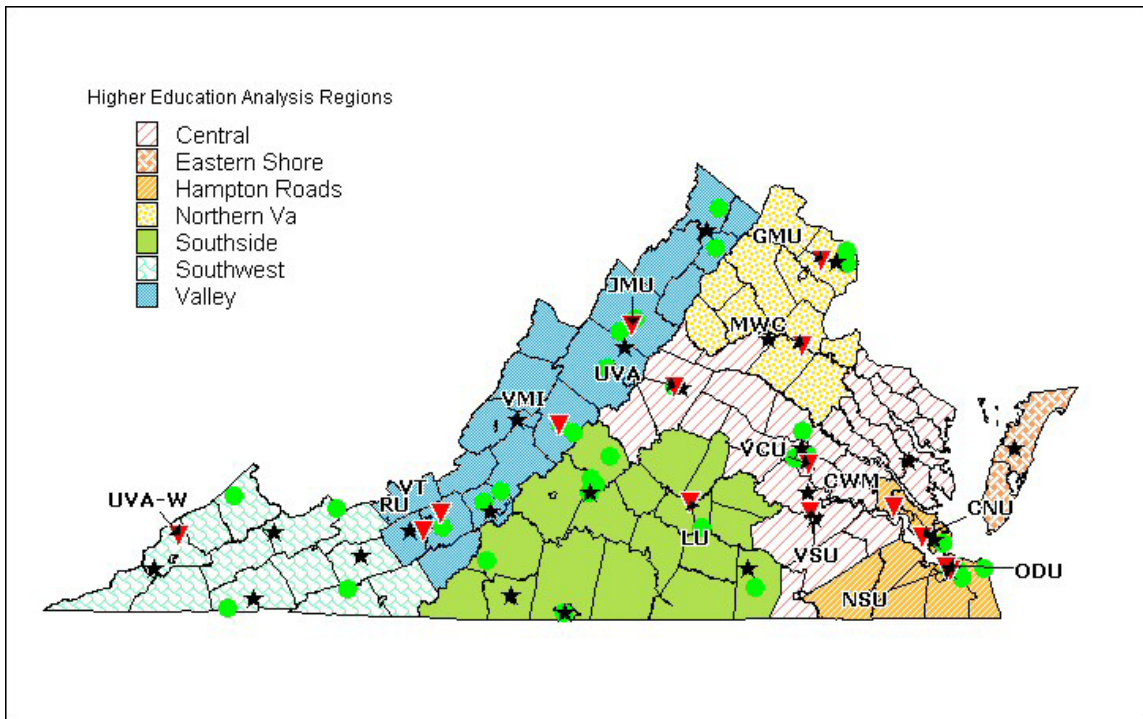 Higher Education Analysis Regions
Central
Eastern Shore
Hampton Roads
Northern Va
Southside
Southwest
Valley
GMU
JMU
MWC
UVA
VMI
VCU
CWM
UVA-W
VT
RU
CNU
LU
VSU
ODU
NSU